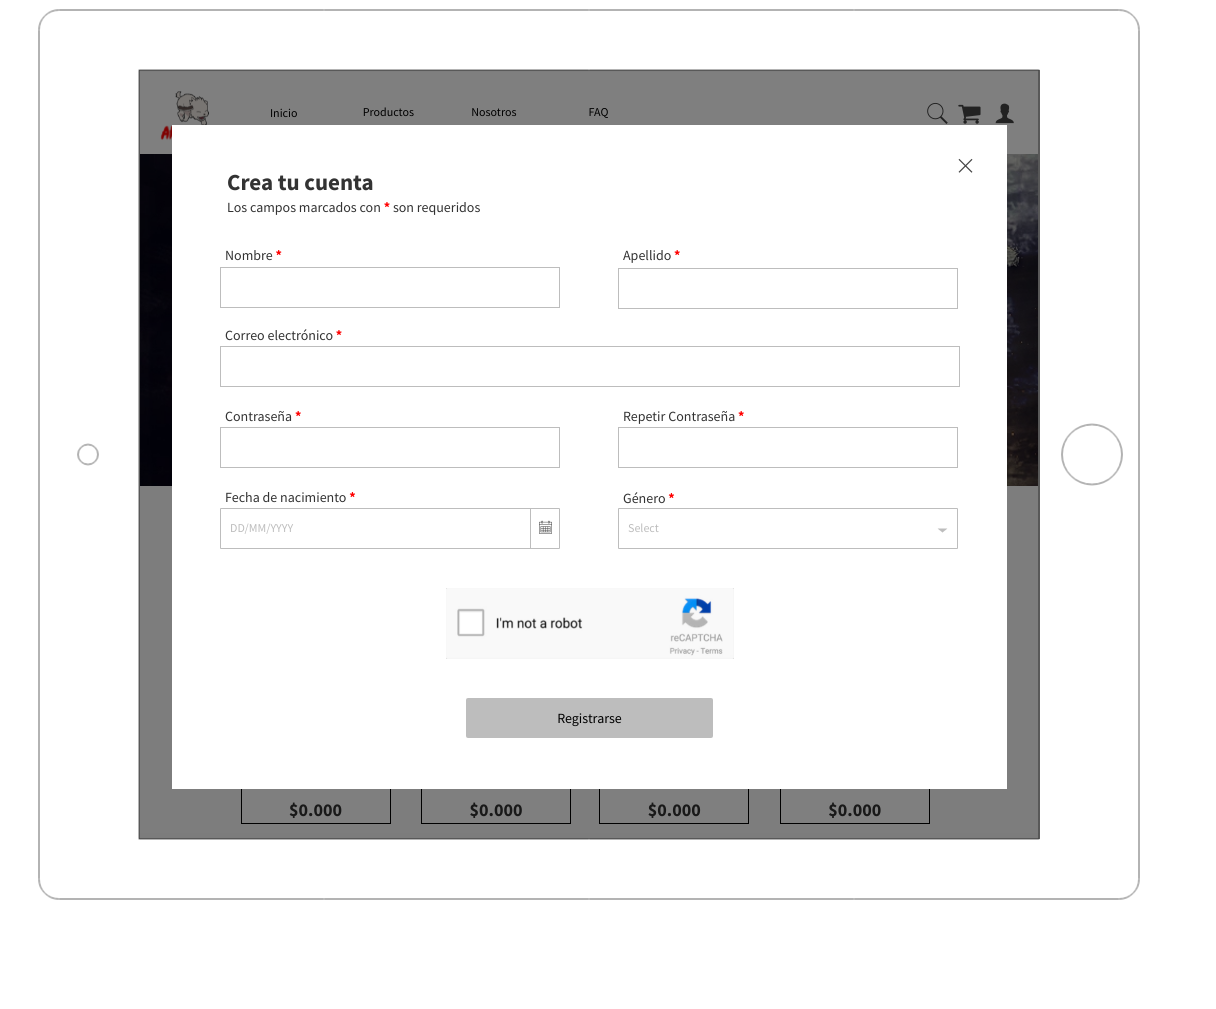 Inicio
Productos
Nosotros
FAQ
Crea tu cuenta
Los campos marcados con * son requeridos
Nombre *
Apellido *
Correo electrónico *
Contraseña *
Repetir Contraseña *
Fecha de nacimiento *
Género *
DD/MM/YYYY
Select
I'm not a robot
reCAPTCHA
Privacy - Terms
Registrarse
$0.000
$0.000
$0.000
$0.000